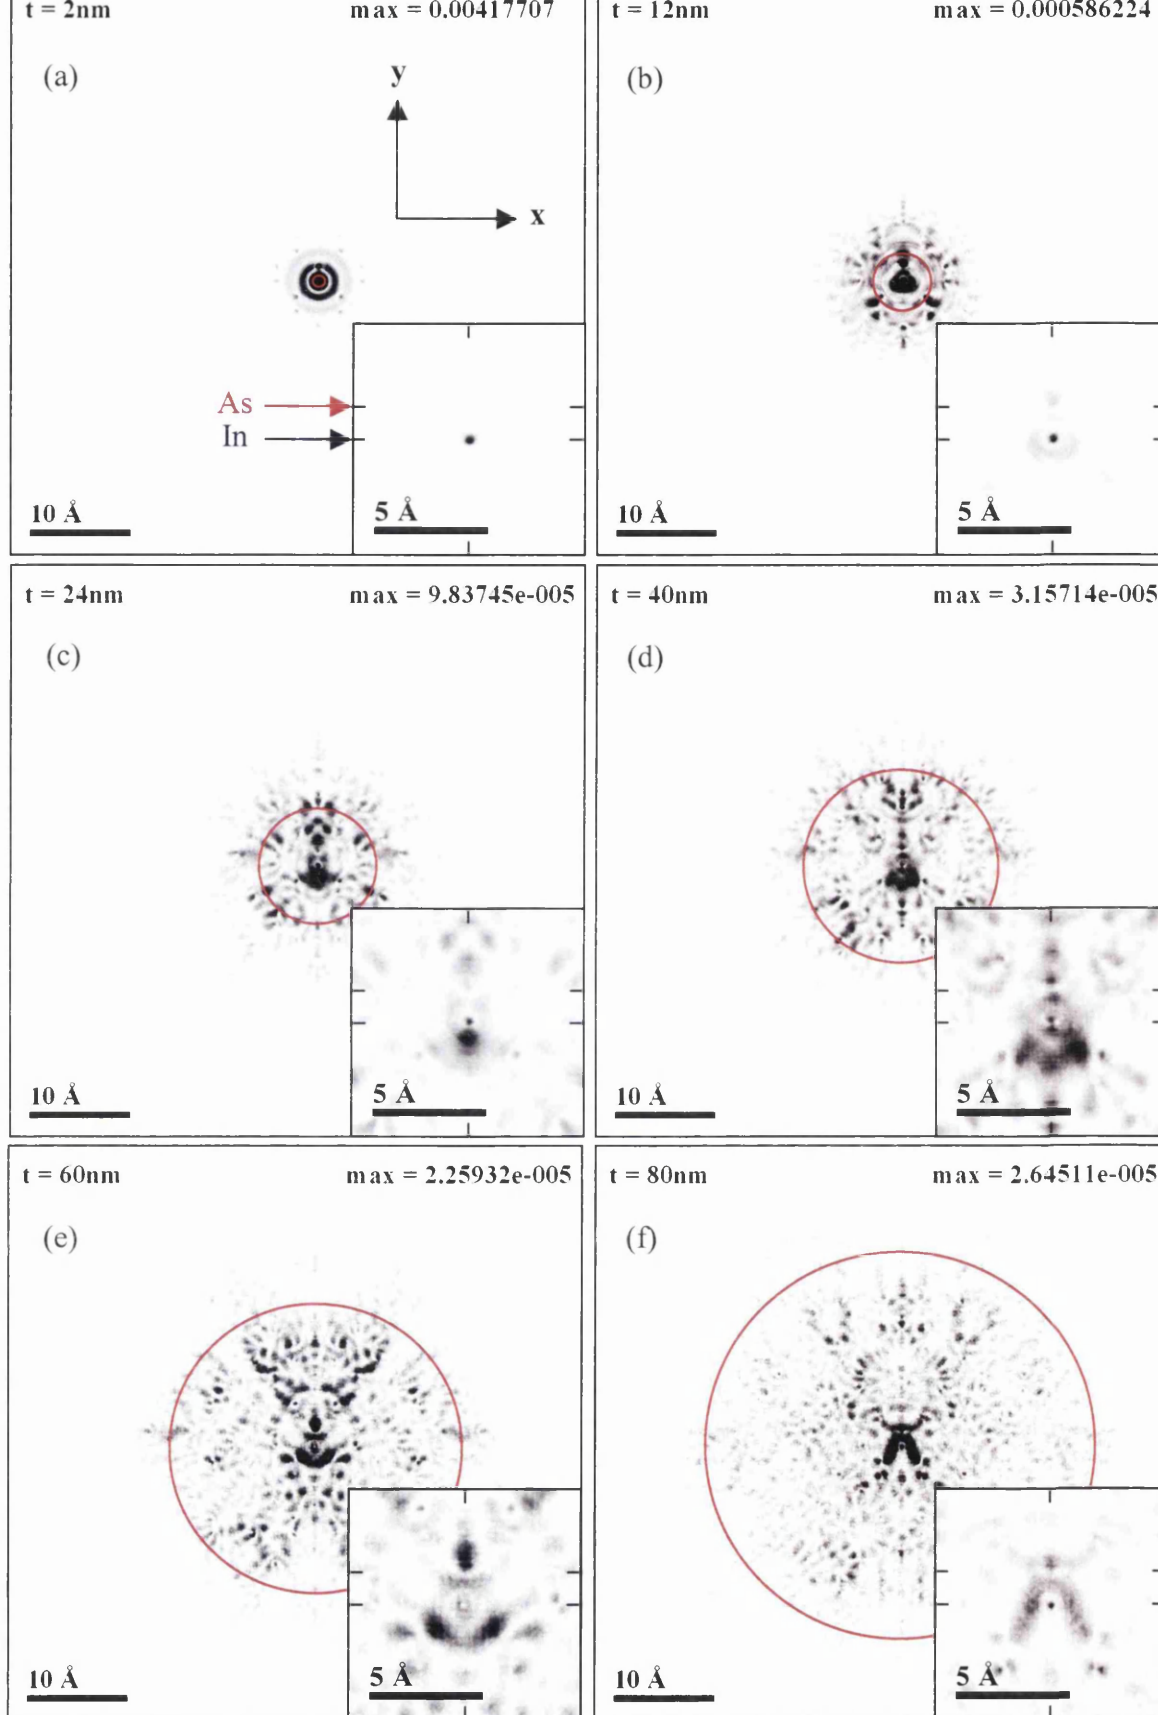 t = 2nm max = 0.00417707
(a)
y
x
As
In
10 Å
5 Å
t = 12nm max = 0.000586224
(b)
10 Å
5 Å
t = 24nm max = 9.83745e-005
(c)
10 Å
5 Å
t = 40nm max = 3.15714e-005
(d)
10 Å
5 Å
t = 60nm max = 2.25932e-005
(e)
10 Å
5 Å
t = 80nm max = 2.64511e-005
(f)
10 Å
5 Å